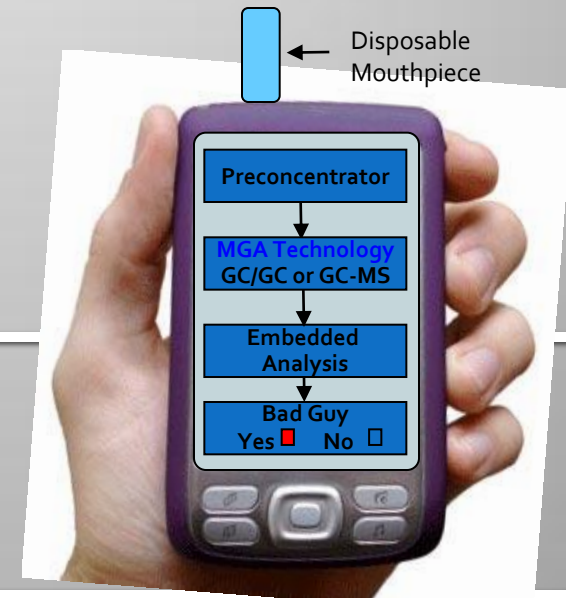 Disposable
Mouthpiece
Preconcentrator
MGA Technology
GC/GC or GC-MS
Embedded
Analysis
Bad Guy
Yes No